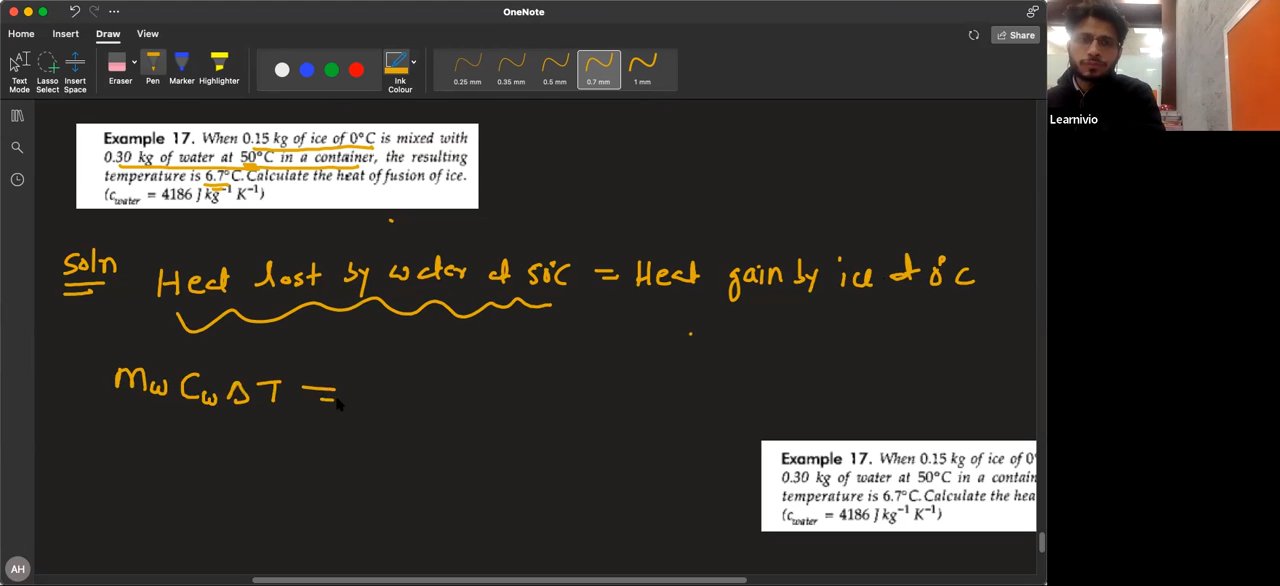 OneNote
Home Insert Draw View
Share
Text Mode
Lasso Select
Insert Space
Eraser
Pen
Marker
Highlighter
Ink Colour
0.25 mm 0.35 mm 0.5 mm 0.7 mm 1 mm
Learnivio
Example 17. When 0.15 kg of ice of 0°C is mixed with
0.30 kg of water at 50°C in a container, the resulting
temperature is 6.7°C. Calculate the heat of fusion of ice.
(c_water = 4186 J kg⁻¹ K⁻¹)
Soln Heat lost by water at 50°C = Heat gain by ice at 0°C
M_w C_w ΔT =
Example 17. When 0.15 kg of ice of 0°
0.30 kg of water at 50°C in a contain
temperature is 6.7°C. Calculate the hea
(c_water = 4186 J kg⁻¹ K⁻¹)
AH